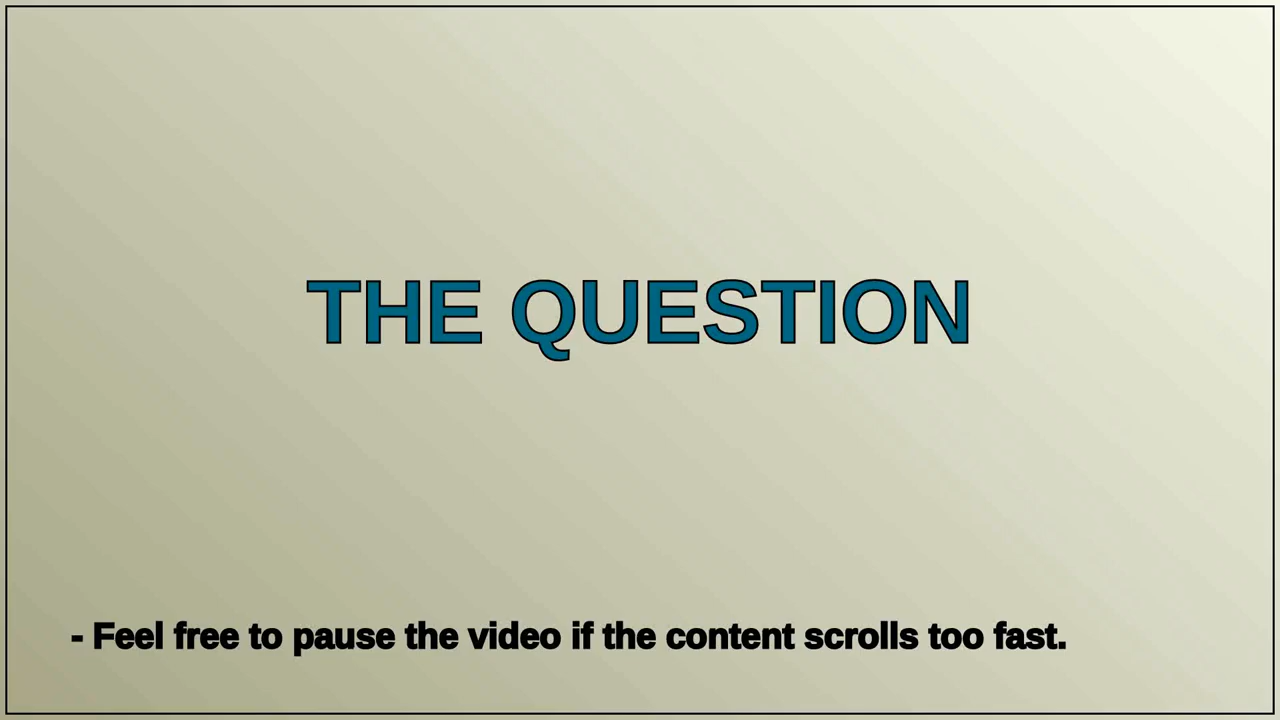 THE QUESTION
- Feel free to pause the video if the content scrolls too fast.